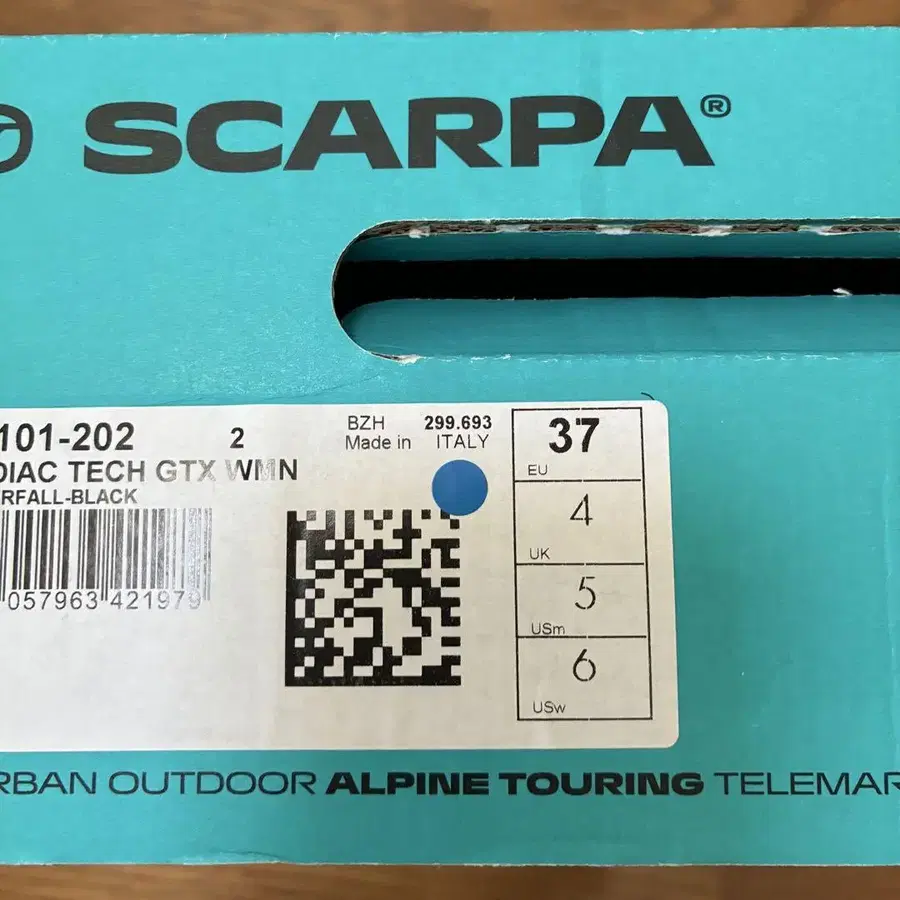 SCARPA®
101-202 2
DIAC TECH GTX WMN
RFALL-BLACK
057963 421979
BZH 299.693
Made in ITALY
37
EU
4
UK
5
USm
6
USw
RBAN OUTDOOR ALPINE TOURING TELEMAR